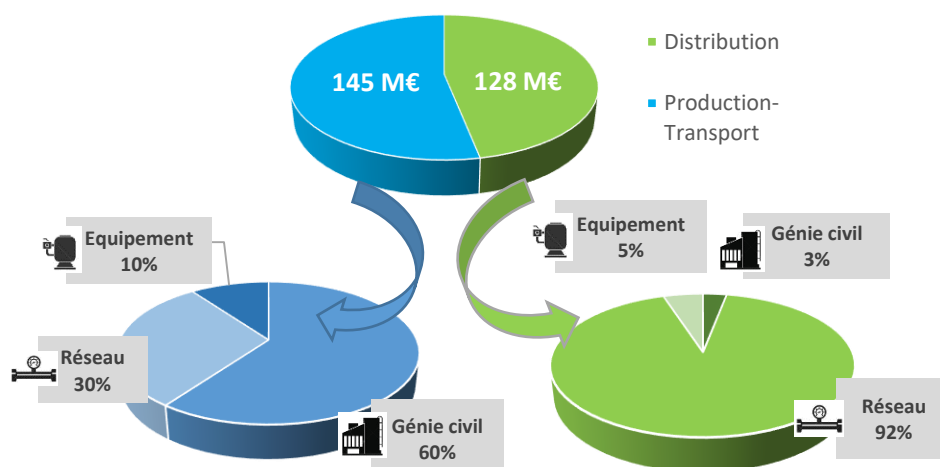 145 M€
128 M€
Distribution
Production-
Transport
Equipement
10%
Réseau
30%
Génie civil
60%
Equipement
5%
Génie civil
3%
Réseau
92%